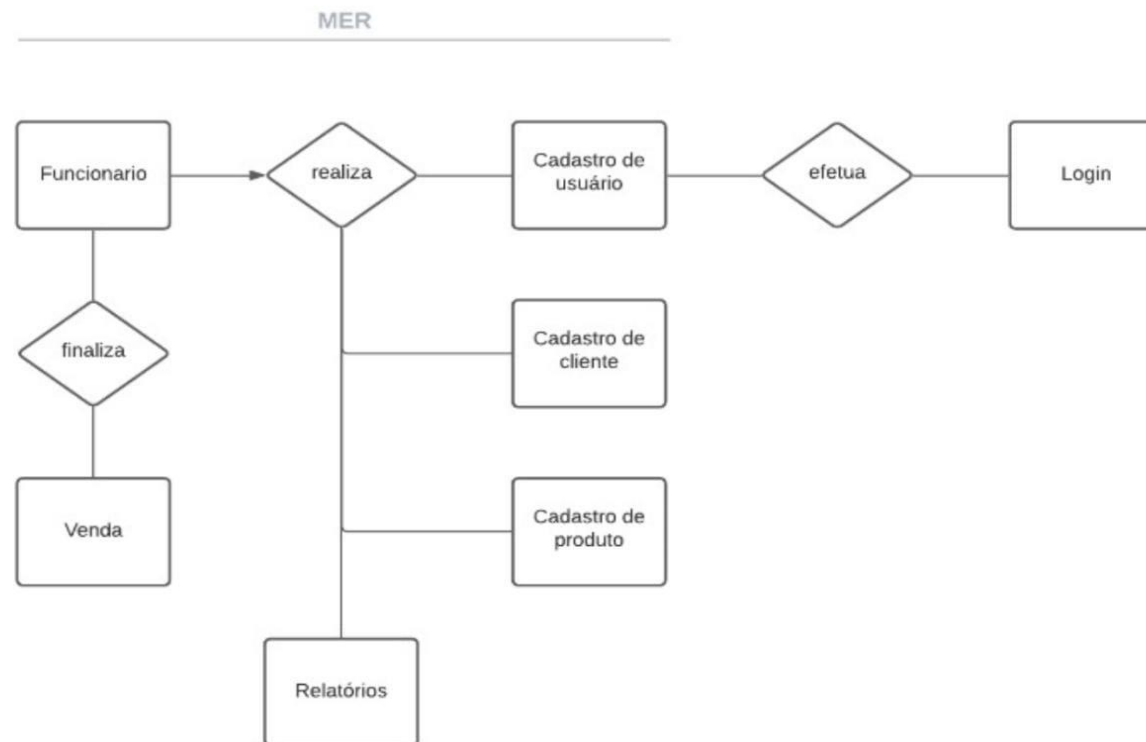 MER
Funcionario
realiza
Cadastro de
usuário
efetua
Login
finaliza
Cadastro de
cliente
Venda
Cadastro de
produto
Relatórios